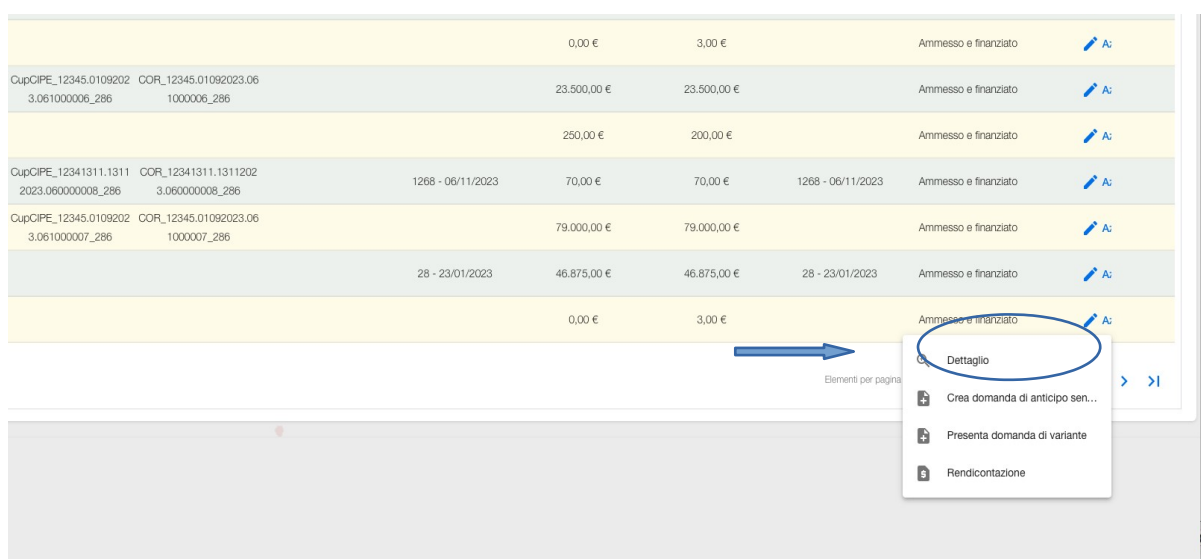 0,00 € 3,00 € Ammesso e finanziato A:
CupCIPE_12345.0109202 COR_12345.01092023.06
3.061000006_286 1000006_286 23.500,00 € 23.500,00 € Ammesso e finanziato A:
250,00 € 200,00 € Ammesso e finanziato A:
CupCIPE_12341311.1311 COR_12341311.1311202
2023.060000008_286 3.060000008_286 1268 - 06/11/2023 70,00 € 70,00 € 1268 - 06/11/2023 Ammesso e finanziato A:
CupCIPE_12345.0109202 COR_12345.01092023.06
3.061000007_286 1000007_286 79.000,00 € 79.000,00 € Ammesso e finanziato A:
28 - 23/01/2023 46.875,00 € 46.875,00 € 28 - 23/01/2023 Ammesso e finanziato A:
0,00 € 3,00 € Ammesso e finanziato A:
Dettaglio
Elementi per pagina
Crea domanda di anticipo sen...
Presenta domanda di variante
Rendicontazione